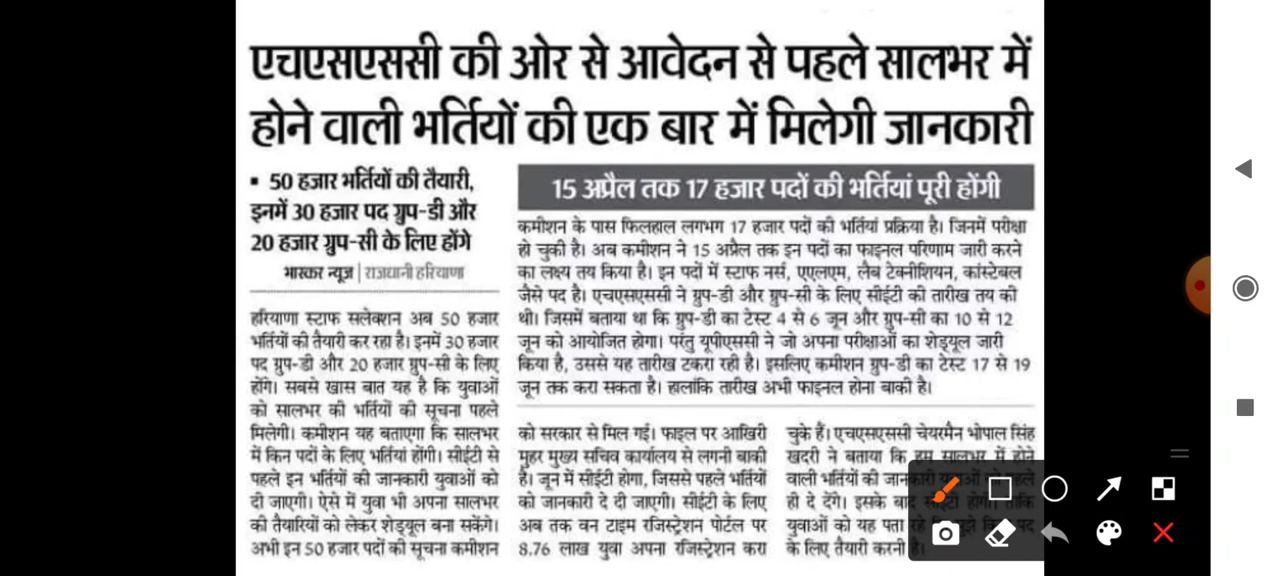 एचएसएससी की ओर से आवेदन से पहले सालभर में
होने वाली भर्तियों की एक बार में मिलेगी जानकारी
▪ 50 हजार भर्तियों की तैयारी,
इनमें 30 हजार पद ग्रुप-डी और
20 हजार ग्रुप-सी के लिए होंगे
भास्कर न्यूज | राजधानी हरियाणा
हरियाणा स्टाफ सलेक्शन अब 50 हजार
भर्तियों की तैयारी कर रहा है। इनमें 30 हजार
पद ग्रुप-डी और 20 हजार ग्रुप-सी के लिए
होंगे। सबसे खास बात यह है कि युवाओं
को सालभर की भर्तियों की सूचना पहले
मिलेगी। कमीशन यह बताएगा कि सालभर
में किन पदों के लिए भर्तियां होंगी। सीईटी से
पहले इन भर्तियों की जानकारी युवाओं को
दी जाएगी। ऐसे में युवा भी अपना सालभर
की तैयारियों को लेकर शेड्यूल बना सकेंगे।
अभी इन 50 हजार पदों की सूचना कमीशन
15 अप्रैल तक 17 हजार पदों की भर्तियां पूरी होंगी
कमीशन के पास फिलहाल लगभग 17 हजार पदों की भर्तियां प्रक्रिया है। जिनमें परीक्षा
हो चुकी है। अब कमीशन ने 15 अप्रैल तक इन पदों का फाइनल परिणाम जारी करने
का लक्ष्य तय किया है। इन पदों में स्टाफ नर्स, एएलएम, लैब टेक्नीशियन, कांस्टेबल
जैसे पद है। एचएसएससी ने ग्रुप-डी और ग्रुप-सी के लिए सीईटी की तारीख तय की
थी। जिसमें बताया था कि ग्रुप-डी का टेस्ट 4 से 6 जून और ग्रुप-सी का 10 से 12
जून को आयोजित होगा। परंतु यूपीएससी ने जो अपना परीक्षाओं का शेड्यूल जारी
किया है, उससे यह तारीख टकरा रही है। इसलिए कमीशन ग्रुप-डी का टेस्ट 17 से 19
जून तक करा सकता है। हालांकि तारीख अभी फाइनल होना बाकी है।
को सरकार से मिल गई। फाइल पर आखिरी
मुहर मुख्य सचिव कार्यालय से लगनी बाकी
है। जून में सीईटी होगा, जिससे पहले भर्तियों
को जानकारी दे दी जाएगी। सीईटी के लिए
अब तक वन टाइम रजिस्ट्रेशन पोर्टल पर
8.76 लाख युवा अपना रजिस्ट्रेशन करा
चुके हैं। एचएसएससी चेयरमैन भोपाल सिंह
खदरी ने बताया कि हम सालभर में होने
वाली भर्तियों की जानकारी युवाओं को पहले
ही दे देंगे। इसके बाद सीईटी होगी। ताकि
युवाओं को यह पता रहे कि पद
के लिए तैयारी करनी है।